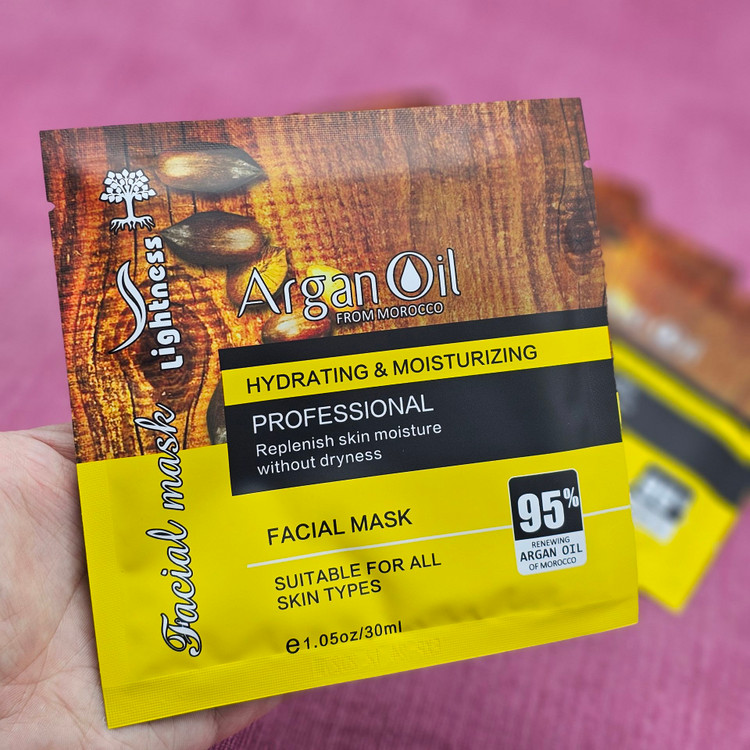 Lightness
Facial mask
Argan Oil
FROM MOROCCO
HYDRATING & MOISTURIZING
PROFESSIONAL
Replenish skin moisture
without dryness
FACIAL MASK
95%
RENEWING
ARGAN OIL
OF MOROCCO
SUITABLE FOR ALL
SKIN TYPES
e1.05oz/30ml